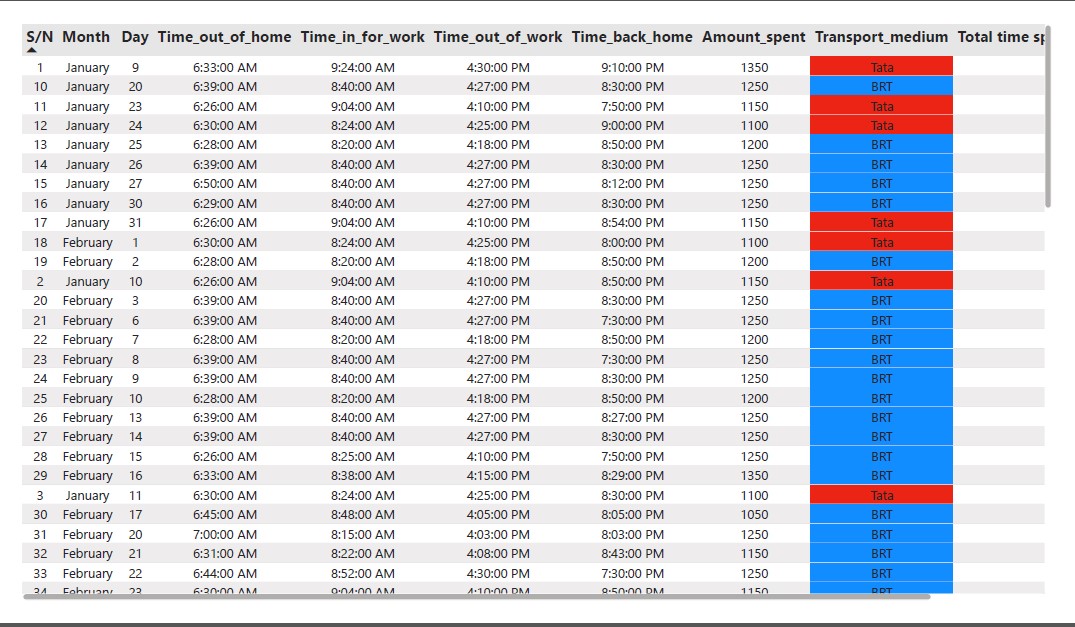 S/N Month Day Time_out_of_home Time_in_for_work Time_out_of_work Time_back_home Amount_spent Transport_medium Total time sp
1 January 9 6:33:00 AM 9:24:00 AM 4:30:00 PM 9:10:00 PM 1350 Tata
10 January 20 6:39:00 AM 8:40:00 AM 4:27:00 PM 8:30:00 PM 1250 BRT
11 January 23 6:26:00 AM 9:04:00 AM 4:10:00 PM 7:50:00 PM 1150 Tata
12 January 24 6:30:00 AM 8:24:00 AM 4:25:00 PM 9:00:00 PM 1100 Tata
13 January 25 6:28:00 AM 8:20:00 AM 4:18:00 PM 8:50:00 PM 1200 BRT
14 January 26 6:39:00 AM 8:40:00 AM 4:27:00 PM 8:30:00 PM 1250 BRT
15 January 27 6:50:00 AM 8:40:00 AM 4:27:00 PM 8:12:00 PM 1250 BRT
16 January 30 6:29:00 AM 8:40:00 AM 4:27:00 PM 8:30:00 PM 1250 BRT
17 January 31 6:26:00 AM 9:04:00 AM 4:10:00 PM 8:54:00 PM 1150 Tata
18 February 1 6:30:00 AM 8:24:00 AM 4:25:00 PM 8:00:00 PM 1100 Tata
19 February 2 6:28:00 AM 8:20:00 AM 4:18:00 PM 8:50:00 PM 1200 BRT
2 January 10 6:26:00 AM 9:04:00 AM 4:10:00 PM 8:50:00 PM 1150 Tata
20 February 3 6:39:00 AM 8:40:00 AM 4:27:00 PM 8:30:00 PM 1250 BRT
21 February 6 6:39:00 AM 8:40:00 AM 4:27:00 PM 7:30:00 PM 1250 BRT
22 February 7 6:28:00 AM 8:20:00 AM 4:18:00 PM 8:50:00 PM 1200 BRT
23 February 8 6:39:00 AM 8:40:00 AM 4:27:00 PM 7:30:00 PM 1250 BRT
24 February 9 6:39:00 AM 8:40:00 AM 4:27:00 PM 8:30:00 PM 1250 BRT
25 February 10 6:28:00 AM 8:20:00 AM 4:18:00 PM 8:50:00 PM 1200 BRT
26 February 13 6:39:00 AM 8:40:00 AM 4:27:00 PM 8:27:00 PM 1250 BRT
27 February 14 6:39:00 AM 8:40:00 AM 4:27:00 PM 8:30:00 PM 1250 BRT
28 February 15 6:26:00 AM 8:25:00 AM 4:10:00 PM 7:50:00 PM 1250 BRT
29 February 16 6:33:00 AM 8:38:00 AM 4:15:00 PM 8:29:00 PM 1350 BRT
3 January 11 6:30:00 AM 8:24:00 AM 4:25:00 PM 8:30:00 PM 1100 Tata
30 February 17 6:45:00 AM 8:48:00 AM 4:05:00 PM 8:05:00 PM 1050 BRT
31 February 20 7:00:00 AM 8:15:00 AM 4:03:00 PM 8:03:00 PM 1250 BRT
32 February 21 6:31:00 AM 8:22:00 AM 4:08:00 PM 8:43:00 PM 1150 BRT
33 February 22 6:44:00 AM 8:52:00 AM 4:30:00 PM 7:30:00 PM 1250 BRT
34 February 23 6:30:00 AM 9:04:00 AM 4:10:00 PM 8:50:00 PM 1150 BRT